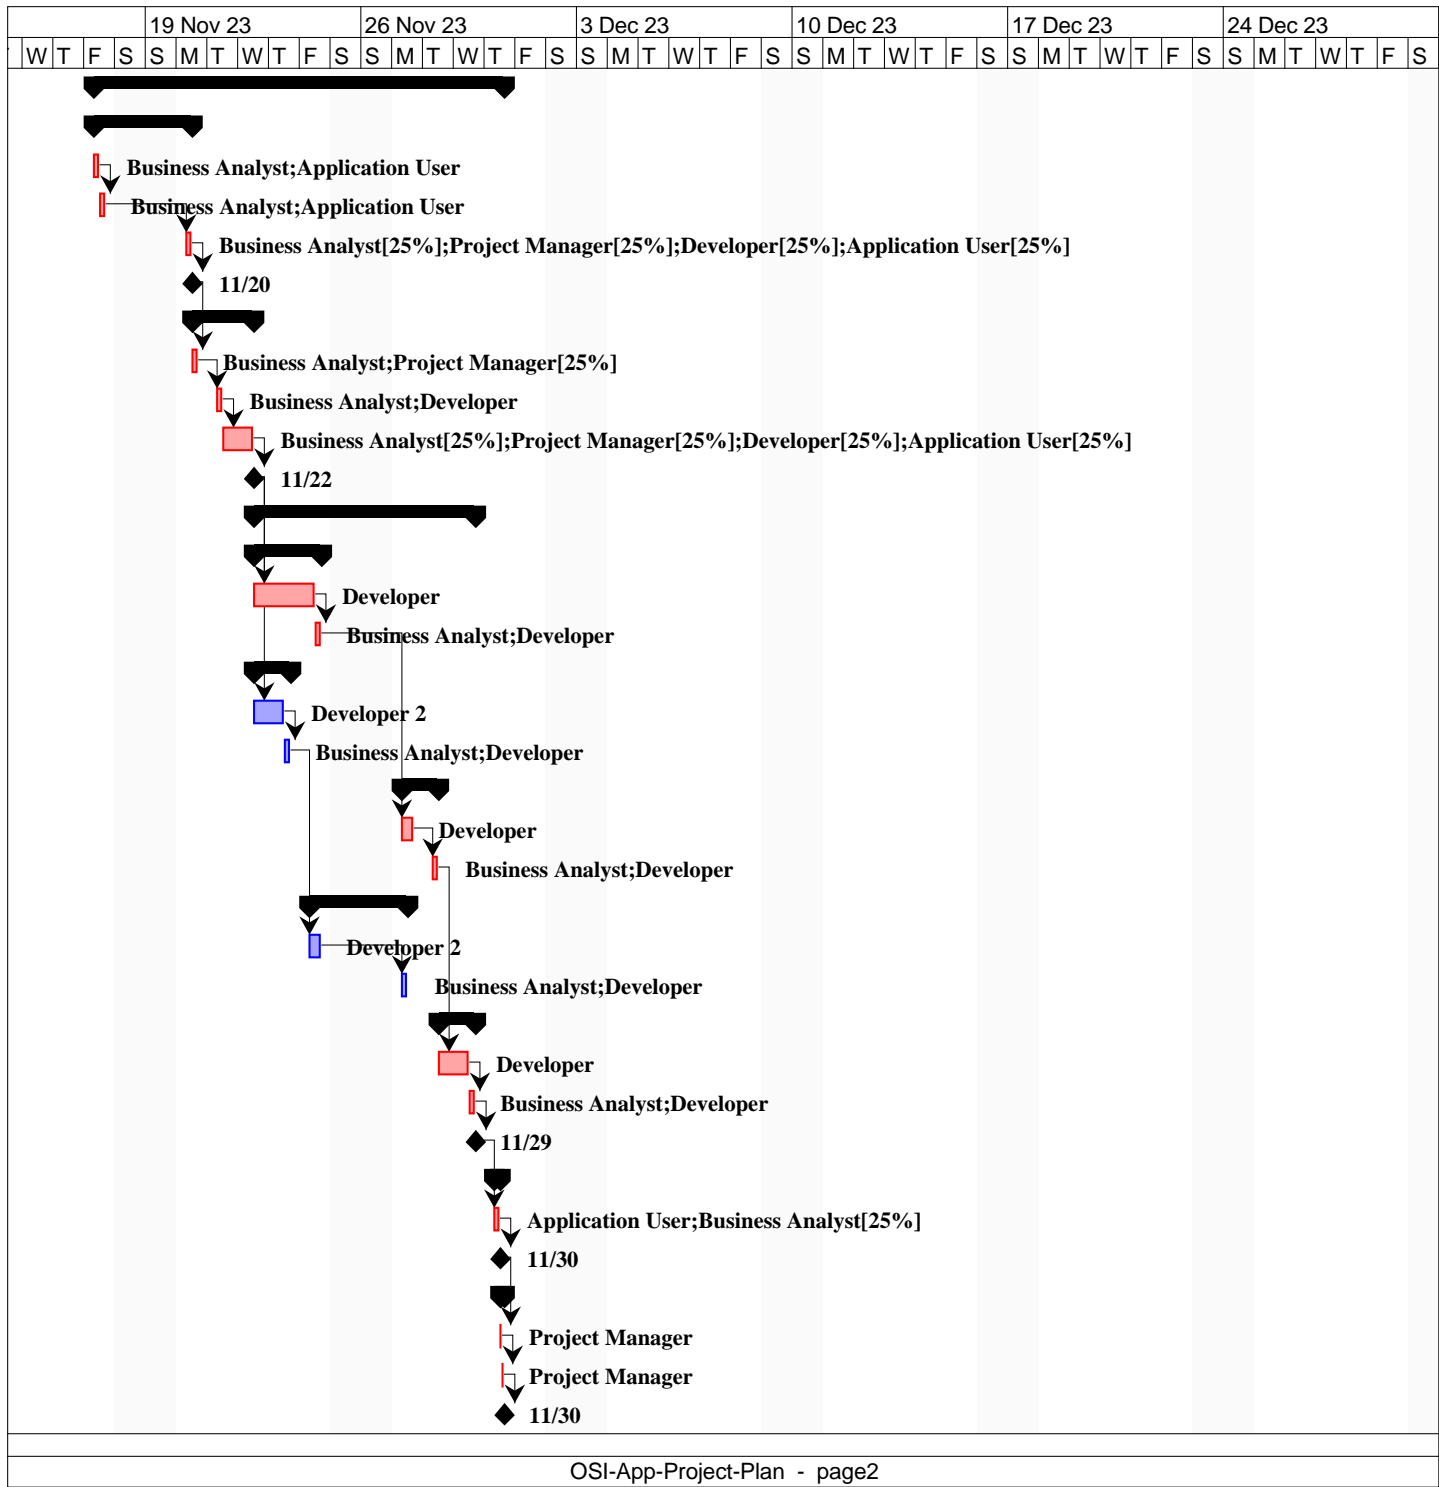 19 Nov 23 26 Nov 23 3 Dec 23 10 Dec 23 17 Dec 23 24 Dec 23
W T F S S M T W T F S S M T W T F S S M T W T F S S M T W T F S S M T W T F S S M T W T F S
Business Analyst;Application User
Business Analyst;Application User
Business Analyst[25%];Project Manager[25%];Developer[25%];Application User[25%]
11/20
Business Analyst;Project Manager[25%]
Business Analyst;Developer
Business Analyst[25%];Project Manager[25%];Developer[25%];Application User[25%]
11/22
Developer
Business Analyst;Developer
Developer 2
Business Analyst;Developer
Developer
Business Analyst;Developer
Developer 2
Business Analyst;Developer
Developer
Business Analyst;Developer
11/29
Application User;Business Analyst[25%]
11/30
Project Manager
Project Manager
11/30
OSI-App-Project-Plan - page2